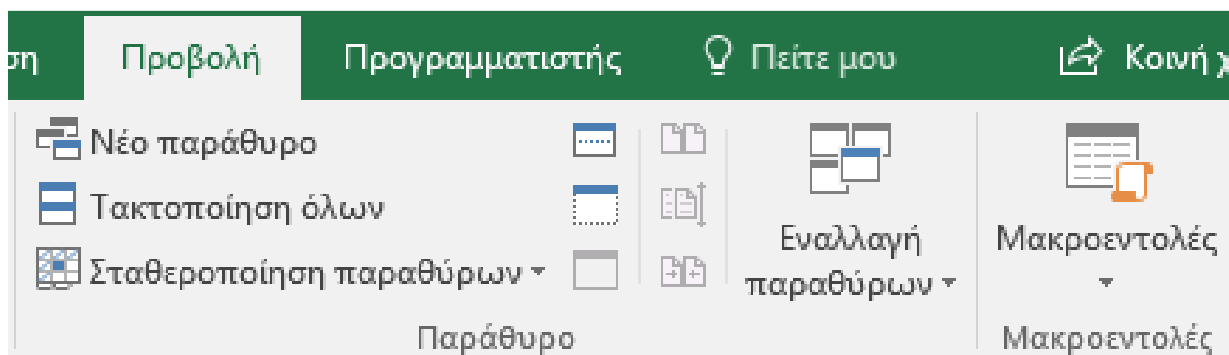 ση Προβολή Προγραμματιστής Πείτε μου Κοινή χ
Νέο παράθυρο
Τακτοποίηση όλων
Σταθεροποίηση παραθύρων
Εναλλαγή
παραθύρων
Μακροεντολές
Παράθυρο
Μακροεντολές